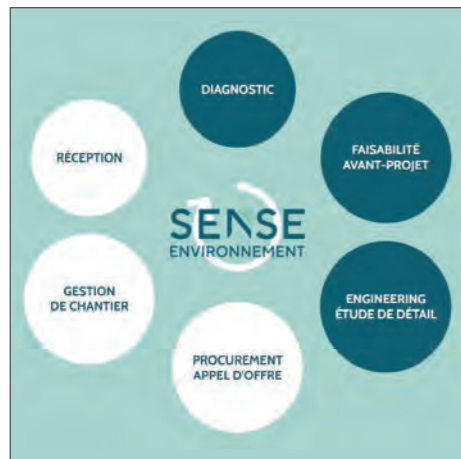 DIAGNOSTIC
FAISABILITÉ
AVANT-PROJET
ENGINEERING
ÉTUDE DE DÉTAIL
PROCUREMENT
APPEL D'OFFRE
GESTION
DE CHANTIER
RÉCEPTION
SENSE
ENVIRONNEMENT